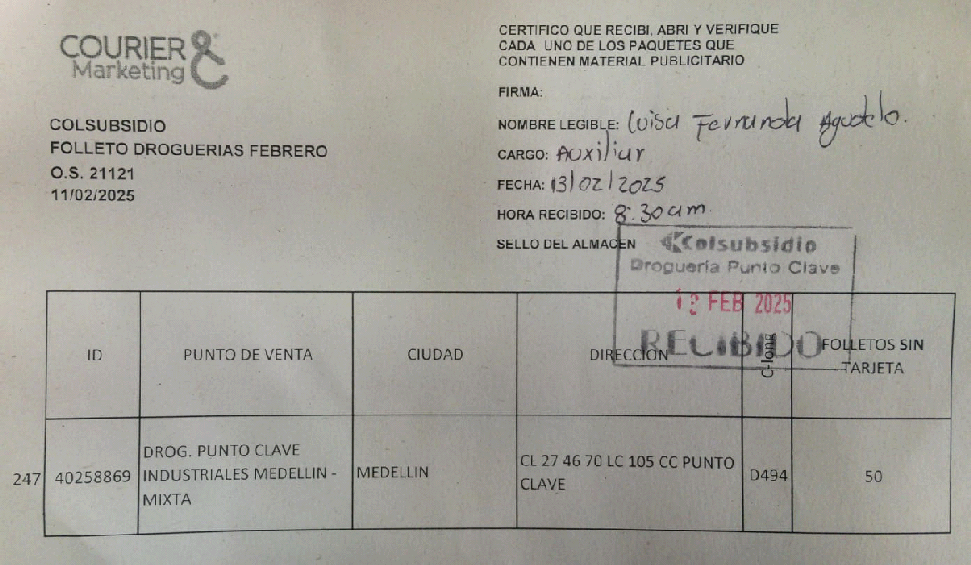 COURIER &
Marketing
COLSUBSIDIO
FOLLETO DROGUERIAS FEBRERO
O.S. 21121
11/02/2025
CERTIFICO QUE RECIBI, ABRI Y VERIFIQUE
CADA UNO DE LOS PAQUETES QUE
CONTIENEN MATERIAL PUBLICITARIO
FIRMA:
NOMBRE LEGIBLE: Luisa Fernanda Agudelo.
CARGO: Auxiliar
FECHA: 13/02/2025
HORA RECIBIDO: 8:30am
SELLO DEL ALMACEN
Colsubsidio
Droguería Punto Clave
FEB 2025
RECIBIDO
ID
PUNTO DE VENTA
CIUDAD
DIRECCION
FOLLETOS SIN
TARJETA
247
40258869
DROG. PUNTO CLAVE
INDUSTRIALES MEDELLIN -
MIXTA
MEDELLIN
CL 27 46 70 LC 105 CC PUNTO
CLAVE
D494
50